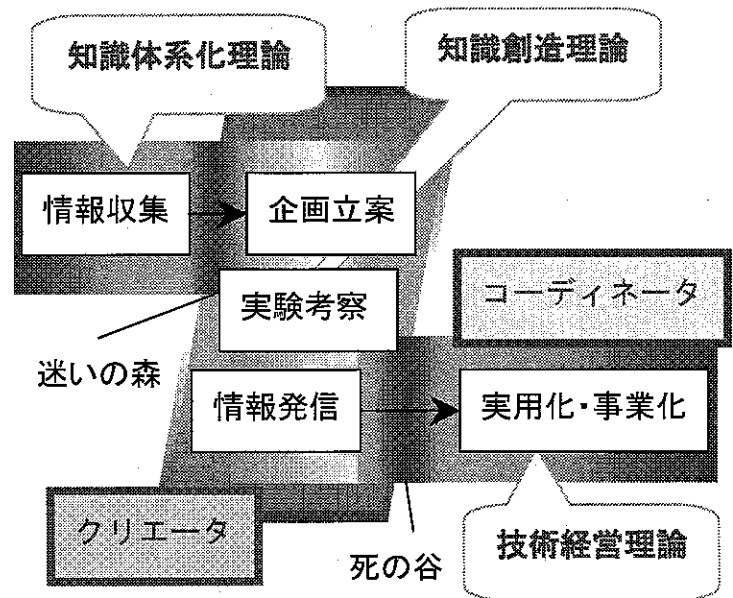 知識体系化理論
知識創造理論
情報収集
企画立案
実験考察
コーディネータ
迷いの森
情報発信
実用化・事業化
クリエータ
死の谷
技術経営理論